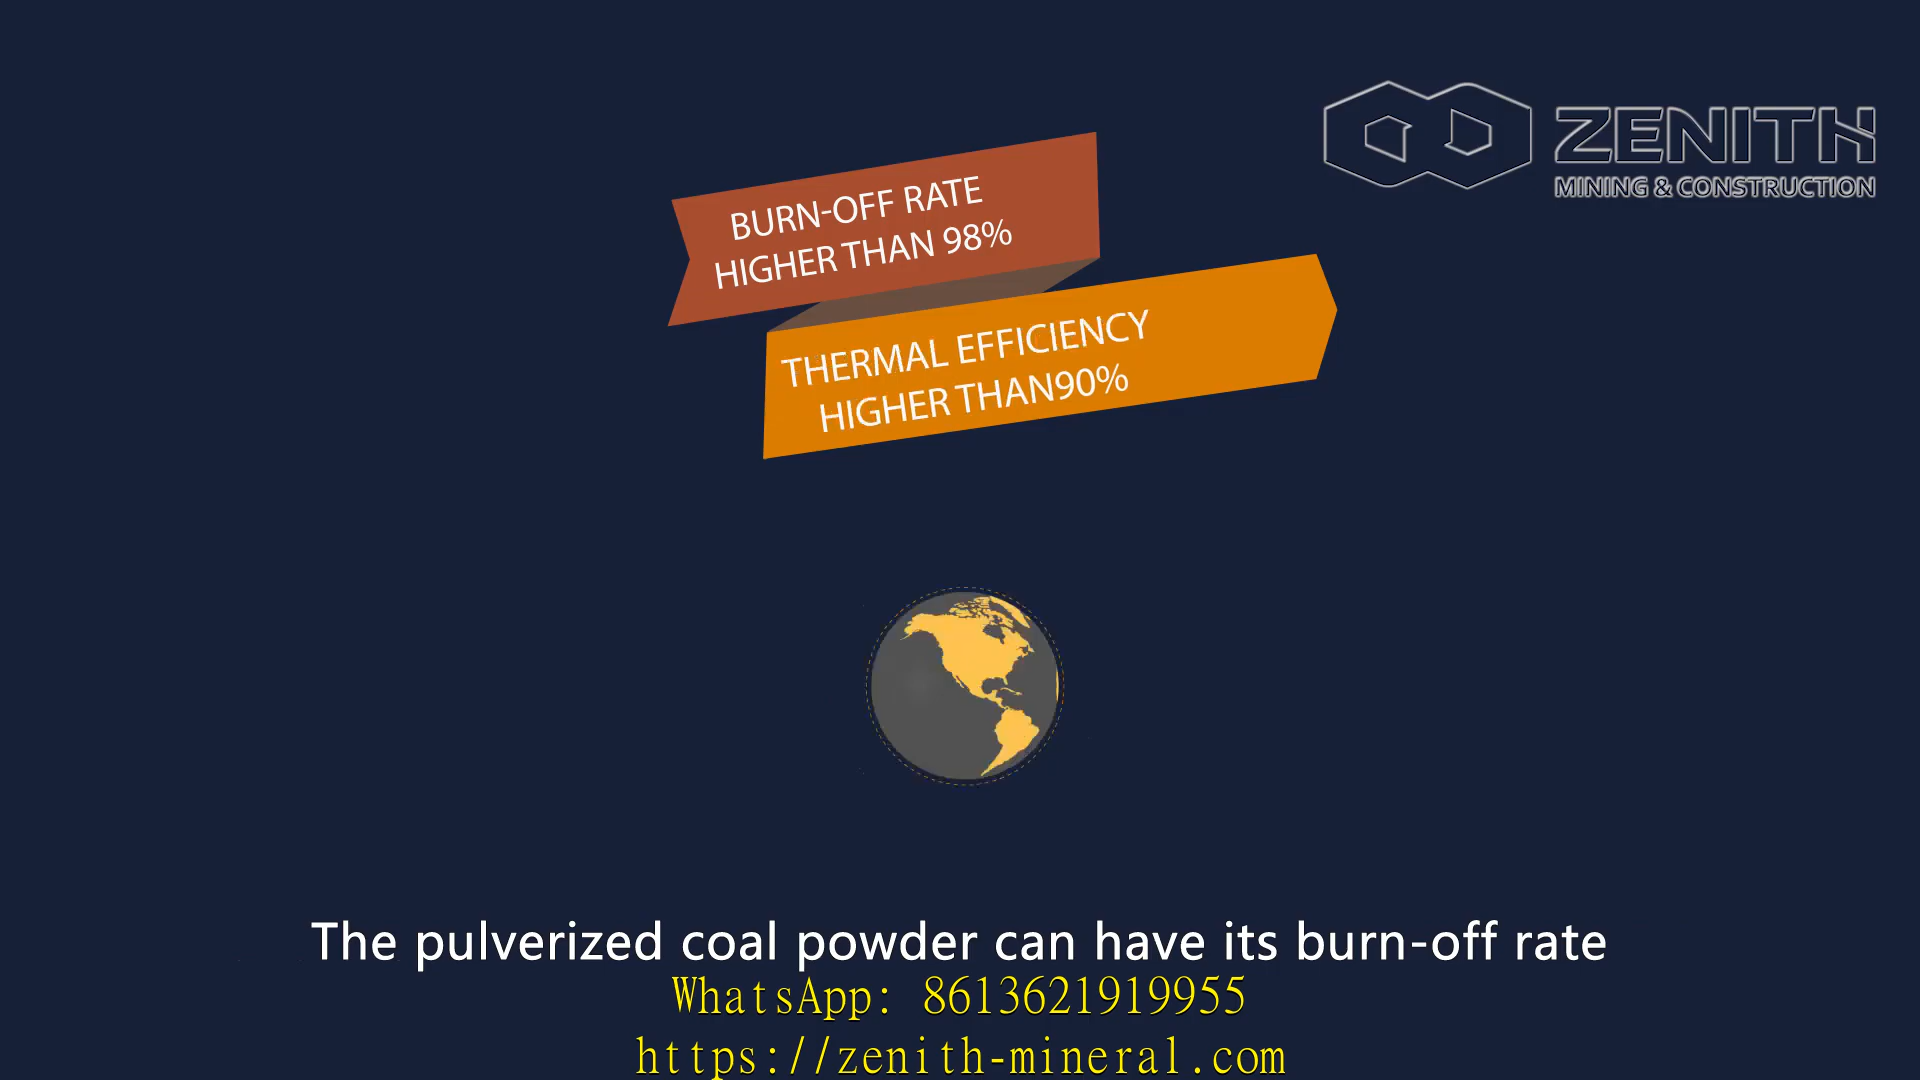 ZENITH
MINING & CONSTRUCTION
BURN-OFF RATE
HIGHER THAN 98%
THERMAL EFFICIENCY
HIGHER THAN90%
The pulverized coal powder can have its burn-off rate
WhatsApp: 8613621919955
https://zenith-mineral.com